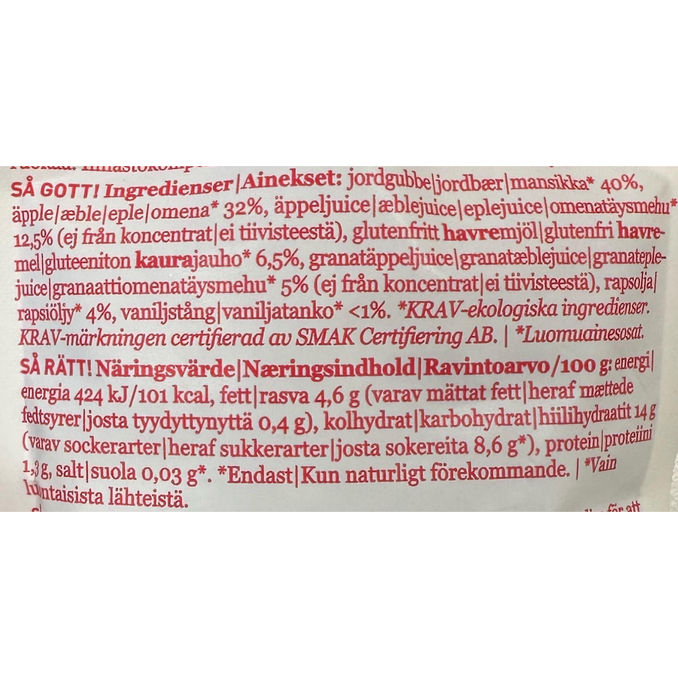 SÅ GOTT! Ingredienser|Ainekset: jordgubbe|jordbær|mansikka* 40%,
äpple|æble|eple|omena* 32%, äppeljuice|æblejuice|eplejuice|omenatäysmehu*
12,5% (ej från koncentrat|ei tiivisteestä), glutenfritt havremjöl|glutenfri havre-
mel|gluteeniton kaurajauho* 6,5%, granatäppeljuice|granatæblejuice|granateple-
juice|granaattiomenatäysmehu* 5% (ej från koncentrat|ei tiivisteestä), rapsolja|
rapsiöljy* 4%, vaniljstång|vaniljatanko* <1%. *KRAV-ekologiska ingredienser.
KRAV-märkningen certifierad av SMAK Certifiering AB. | *Luomuainesosat.
SÅ RÄTT! Näringsvärde|Næringsindhold|Ravintoarvo/100 g: energi|
energia 424 kJ/101 kcal, fett|rasva 4,6 g (varav mättat fett|heraf mættede
fedtsyrer|josta tyydyttynyttä 0,4 g), kolhydrat|karbohydrat|hiilihydraatit 14 g
(varav sockerarter|heraf sukkerarter|josta sokereita 8,6 g*), protein|proteiini
1,3 g, salt|suola 0,03 g*. *Endast|Kun naturligt förekommande. | *Vain
luontaisista lähteistä.
för att